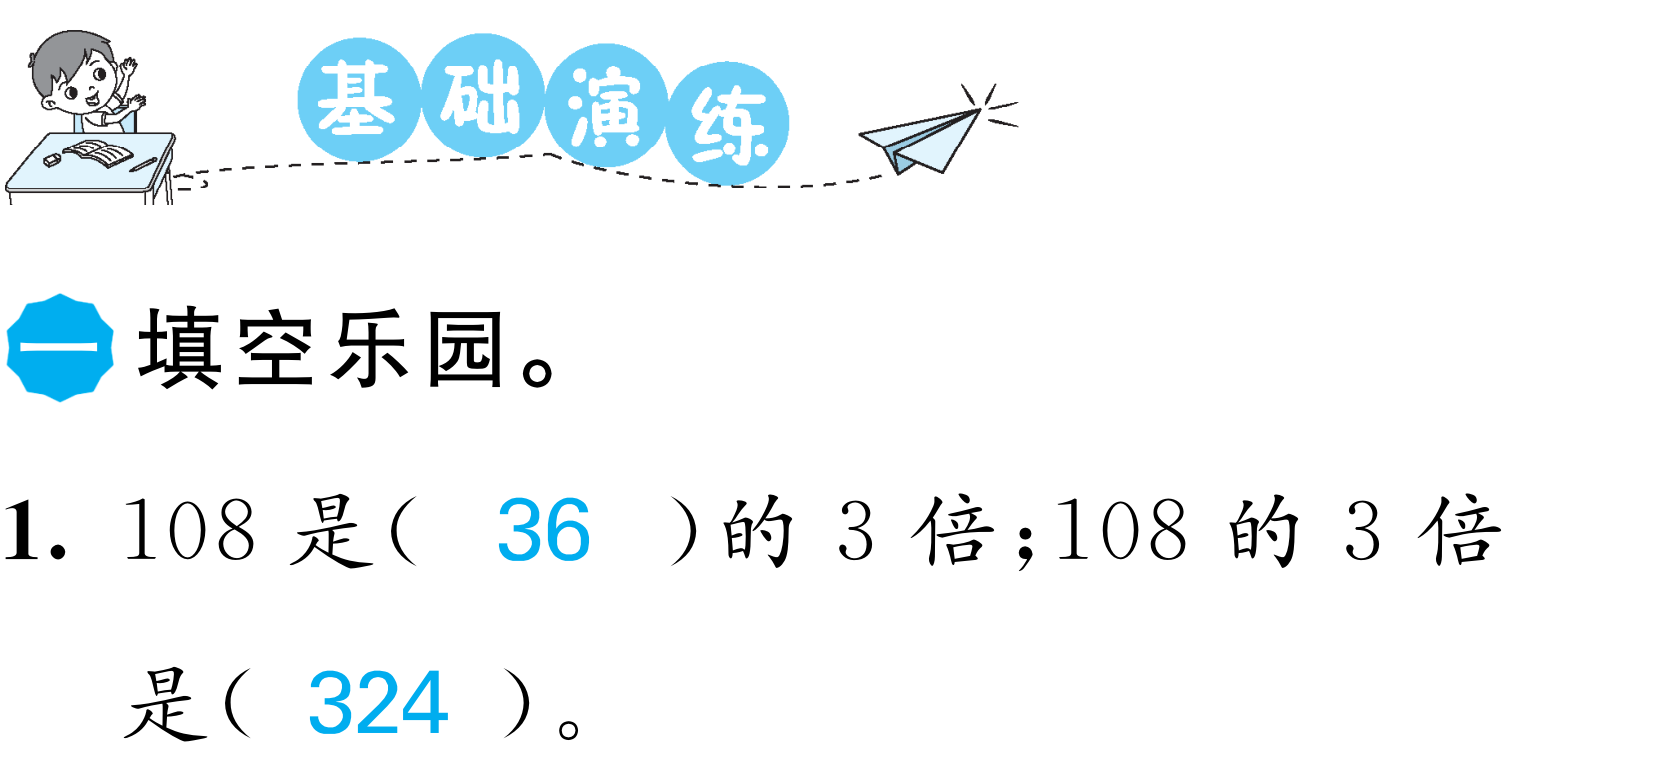 基础演练
一 填空乐园。
1. 108 是( 36 )的 3 倍;108 的 3 倍
是( 324 )。